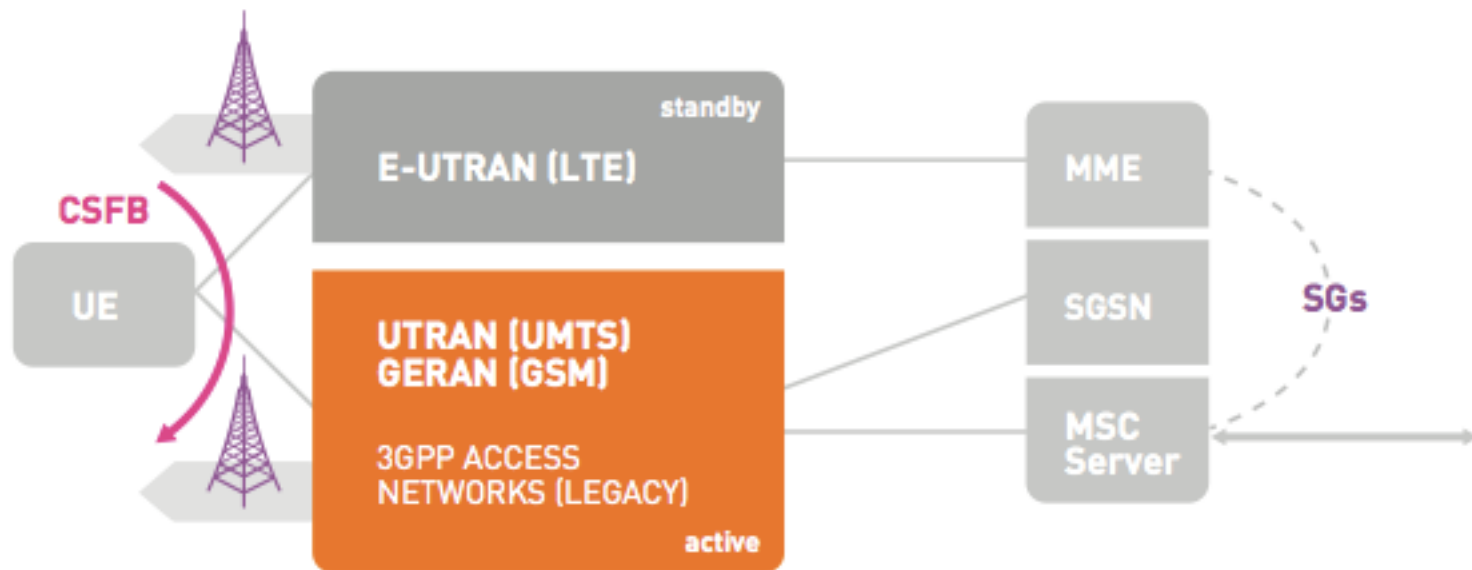 standby
E-UTRAN (LTE)
MME
CSFB
UE
SGSN
SGs
UTRAN (UMTS)
GERAN (GSM)
MSC
Server
3GPP ACCESS
NETWORKS (LEGACY)
active